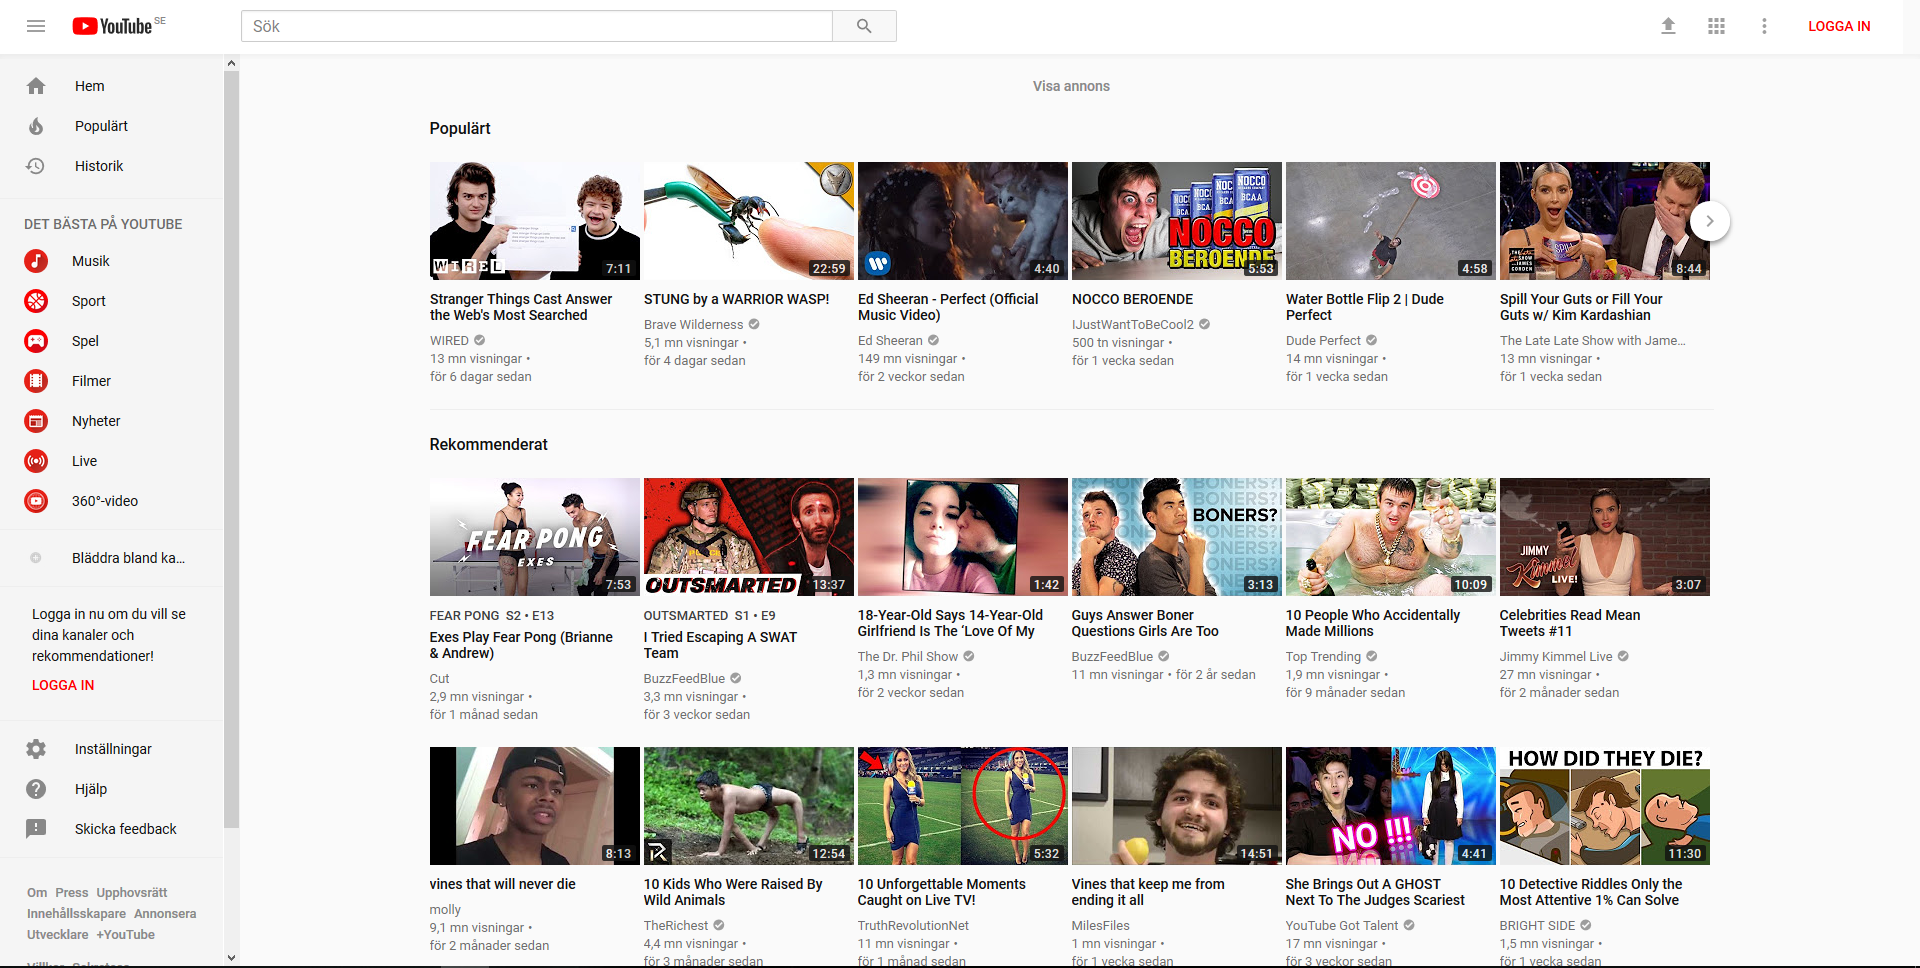 YouTube SE
Sök
LOGGA IN
Hem
Populärt
Historik
DET BÄSTA PÅ YOUTUBE
Musik
Sport
Spel
Filmer
Nyheter
Live
360°-video
Bläddra bland ka...
Logga in nu om du vill se
dina kanaler och
rekommendationer!
LOGGA IN
Inställningar
Hjälp
Skicka feedback
Om Press Upphovsrätt
Innehållsskapare Annonsera
Utvecklare +YouTube
Visa annons
Populärt
WIRED
7:11
Stranger Things Cast Answer
the Web's Most Searched
WIRED
13 mn visningar •
för 6 dagar sedan
22:59
STUNG by a WARRIOR WASP!
Brave Wilderness
5,1 mn visningar •
för 4 dagar sedan
4:40
Ed Sheeran - Perfect (Official
Music Video)
Ed Sheeran
149 mn visningar •
för 2 veckor sedan
NOCCO
BCAA
NOCCO
BEROENDE
5:53
NOCCO BEROENDE
IJustWantToBeCool2
500 tn visningar •
för 1 vecka sedan
4:58
Water Bottle Flip 2 | Dude
Perfect
Dude Perfect
14 mn visningar •
för 1 vecka sedan
8:44
Spill Your Guts or Fill Your
Guts w/ Kim Kardashian
The Late Late Show with Jame...
13 mn visningar •
för 1 vecka sedan
Rekommenderat
FEAR PONG
EXES
7:53
FEAR PONG S2 • E13
Exes Play Fear Pong (Brianne
& Andrew)
Cut
2,9 mn visningar •
för 1 månad sedan
OUTSMARTED
13:37
OUTSMARTED S1 • E9
I Tried Escaping A SWAT
Team
BuzzFeedBlue
3,3 mn visningar •
för 3 veckor sedan
1:42
18-Year-Old Says 14-Year-Old
Girlfriend Is The ‘Love Of My
The Dr. Phil Show
1,3 mn visningar •
för 2 veckor sedan
BONERS?
3:13
Guys Answer Boner
Questions Girls Are Too
BuzzFeedBlue
11 mn visningar • för 2 år sedan
10:09
10 People Who Accidentally
Made Millions
Top Trending
1,9 mn visningar •
för 9 månader sedan
JIMMY
Kimmel
LIVE!
3:07
Celebrities Read Mean
Tweets #11
Jimmy Kimmel Live
27 mn visningar •
för 2 månader sedan
8:13
vines that will never die
molly
9,1 mn visningar •
för 2 månader sedan
12:54
10 Kids Who Were Raised By
Wild Animals
TheRichest
4,4 mn visningar •
för 3 månader sedan
5:32
10 Unforgettable Moments
Caught on Live TV!
TruthRevolutionNet
11 mn visningar •
för 1 månad sedan
14:51
Vines that keep me from
ending it all
MilesFiles
1 mn visningar •
för 1 vecka sedan
NO !!!
4:41
She Brings Out A GHOST
Next To The Judges Scariest
YouTube Got Talent
17 mn visningar •
för 3 veckor sedan
HOW DID THEY DIE?
11:30
10 Detective Riddles Only the
Most Attentive 1% Can Solve
BRIGHT SIDE
1,5 mn visningar •
för 1 vecka sedan